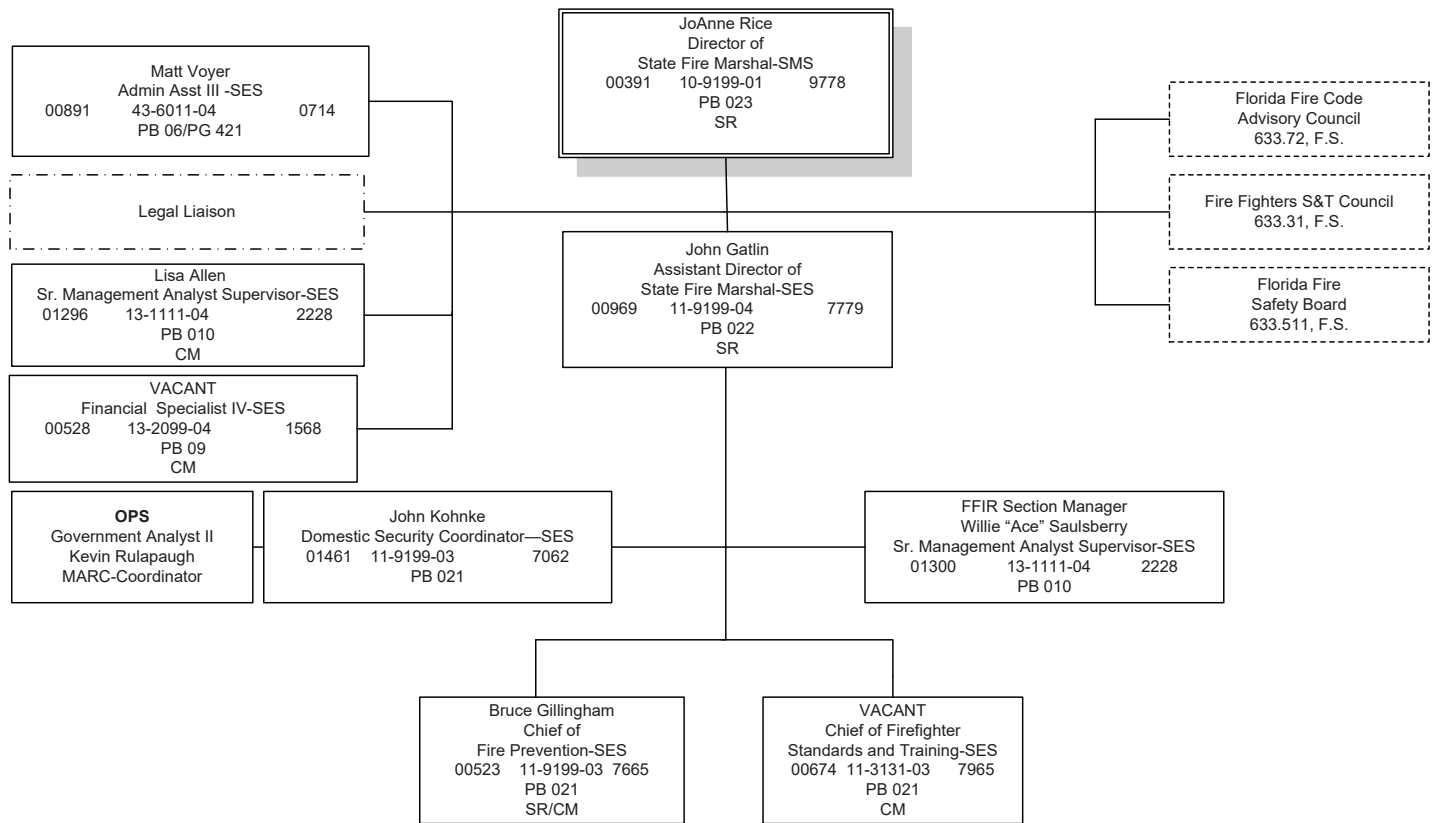 JoAnne Rice
Director of
State Fire Marshal-SMS
00391 10-9199-01 9778
PB 023
SR
Matt Voyer
Admin Asst III -SES
00891 43-6011-04 0714
PB 06/PG 421
Legal Liaison
Lisa Allen
Sr. Management Analyst Supervisor-SES
01296 13-1111-04 2228
PB 010
CM
VACANT
Financial Specialist IV-SES
00528 13-2099-04 1568
PB 09
CM
Florida Fire Code
Advisory Council
633.72, F.S.
Fire Fighters S&T Council
633.31, F.S.
Florida Fire
Safety Board
633.511, F.S.
John Gatlin
Assistant Director of
State Fire Marshal-SES
00969 11-9199-04 7779
PB 022
SR
OPS
Government Analyst II
Kevin Rulapaugh
MARC-Coordinator
John Kohnke
Domestic Security Coordinator—SES
01461 11-9199-03 7062
PB 021
FFIR Section Manager
Willie “Ace” Saulsberry
Sr. Management Analyst Supervisor-SES
01300 13-1111-04 2228
PB 010
Bruce Gillingham
Chief of
Fire Prevention-SES
00523 11-9199-03 7665
PB 021
SR/CM
VACANT
Chief of Firefighter
Standards and Training-SES
00674 11-3131-03 7965
PB 021
CM